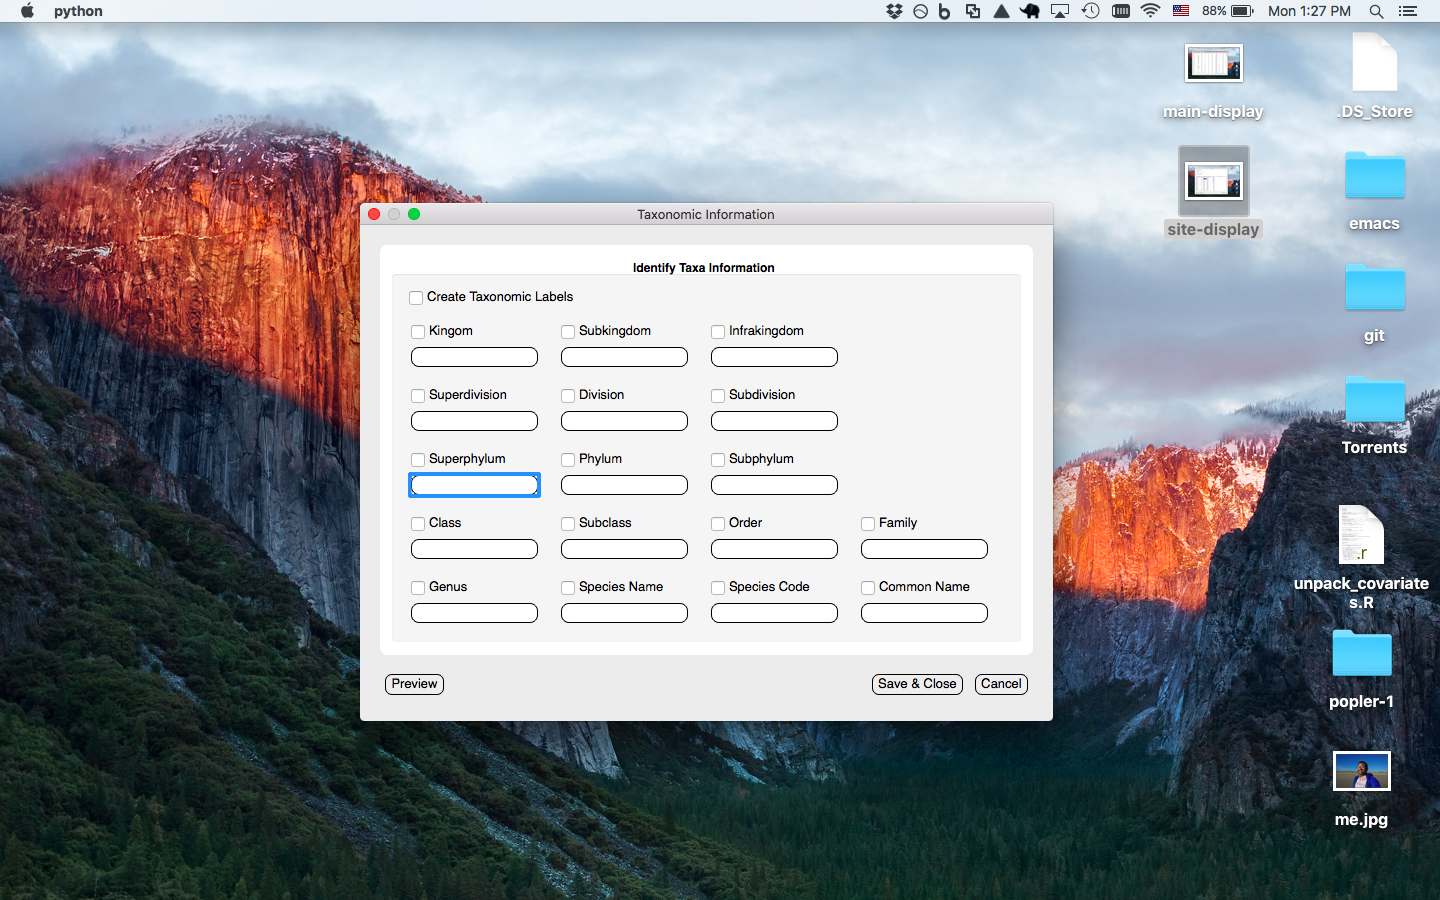 python
88%
Mon 1:27 PM
main-display
.DS_Store
site-display
emacs
git
Torrents
.r
unpack_covariate
s.R
popler-1
me.jpg
Taxonomic Information
Identify Taxa Information
Create Taxonomic Labels
Kingom Subkingdom Infrakingdom
Superdivision Division Subdivision
Superphylum Phylum Subphylum
Class Subclass Order Family
Genus Species Name Species Code Common Name
Preview Save & Close Cancel